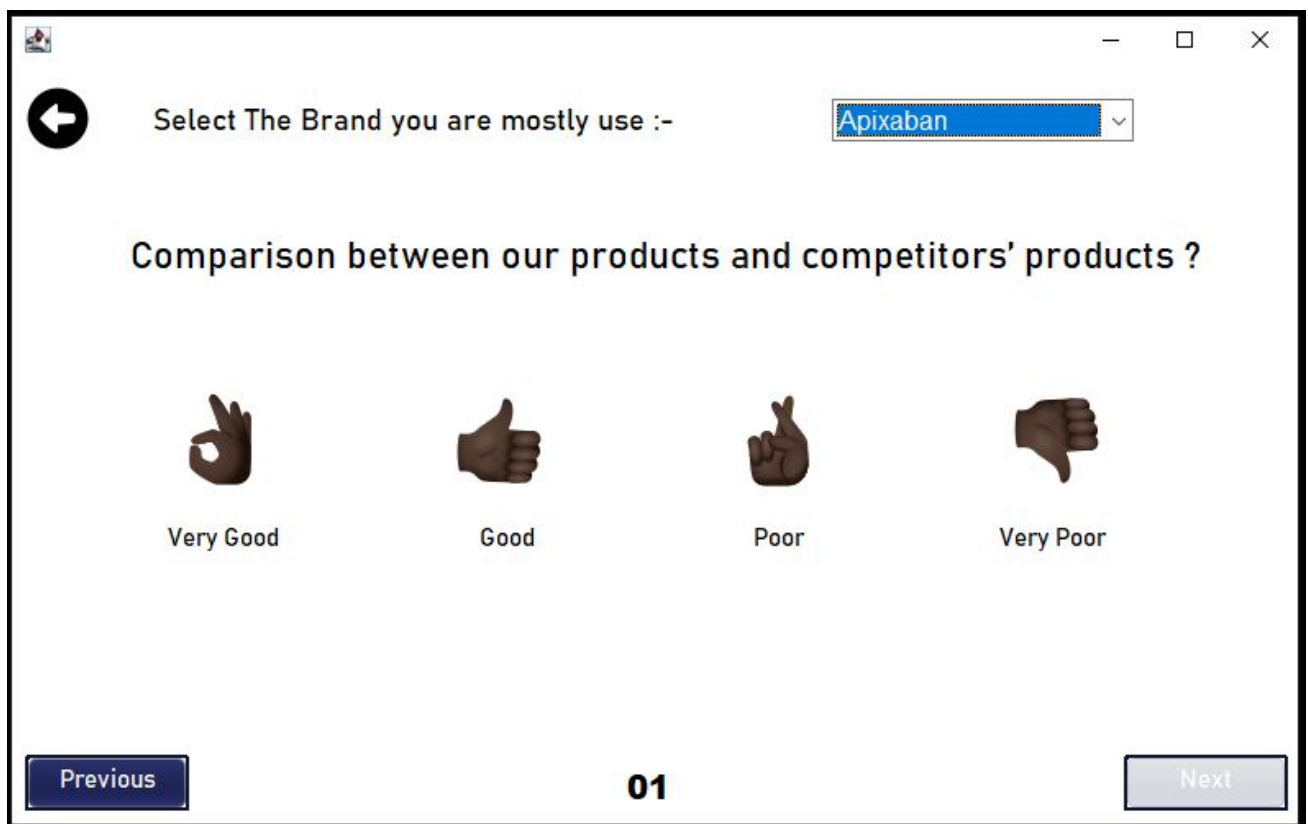 Select The Brand you are mostly use :-
Apixaban
Comparison between our products and competitors’ products ?
Very Good
Good
Poor
Very Poor
Previous
01
Next